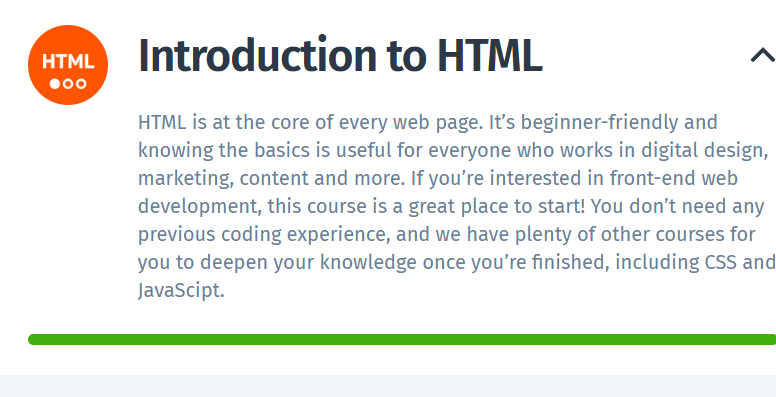 HTML
Introduction to HTML
HTML is at the core of every web page. It’s beginner-friendly and
knowing the basics is useful for everyone who works in digital design,
marketing, content and more. If you’re interested in front-end web
development, this course is a great place to start! You don’t need any
previous coding experience, and we have plenty of other courses for
you to deepen your knowledge once you’re finished, including CSS and
JavaScipt.